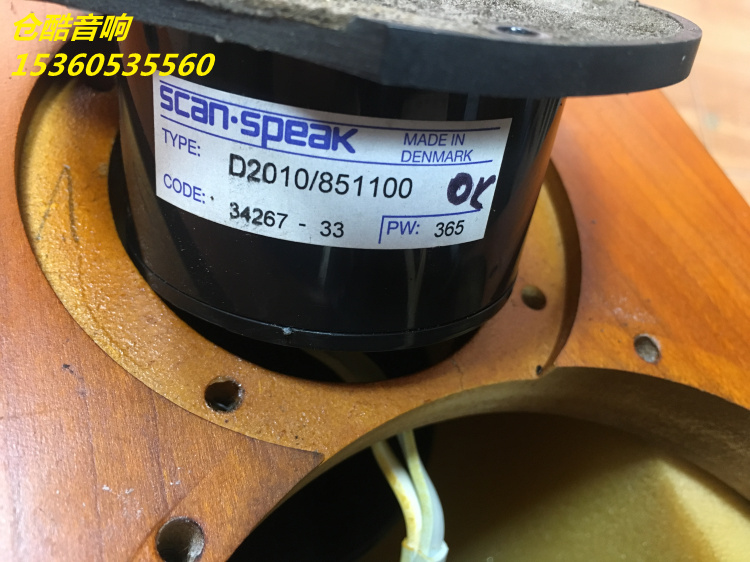 仓酷音响
15360535560
scan·speak
MADE IN
DENMARK
TYPE: D2010/851100
OK
CODE: 34267 - 33
PW: 365